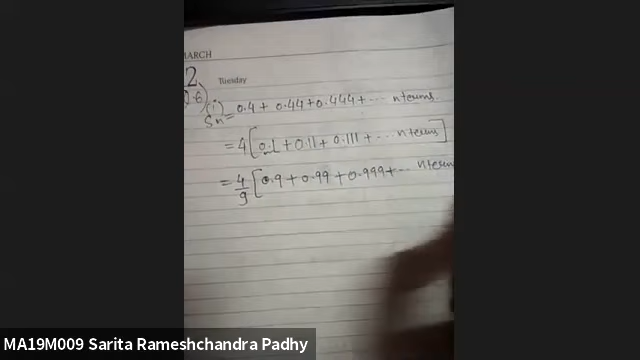 MARCH
2
Tuesday
Q.6) (i) Sn = 0.4 + 0.44 + 0.444 + ... n terms.
= 4 [0.1 + 0.11 + 0.111 + ... n terms]
= 4/9 [0.9 + 0.99 + 0.999 + ... n terms
MA19M009 Sarita Rameshchandra Padhy